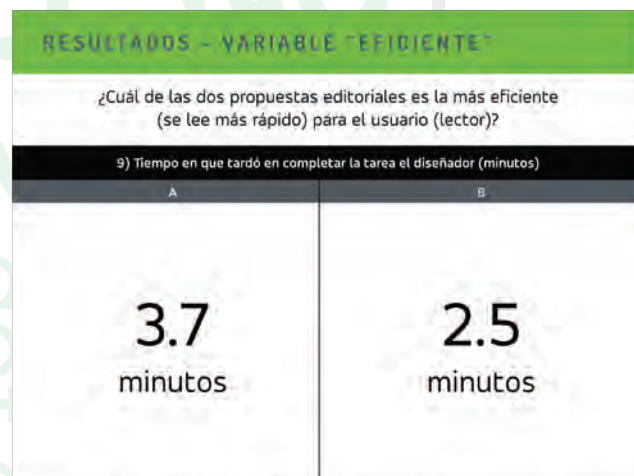 RESULTADOS – VARIABLE "EFICIENTE"
¿Cuál de las dos propuestas editoriales es la más eficiente
(se lee más rápido) para el usuario (lector)?
9) Tiempo en que tardó en completar la tarea el diseñador (minutos)
A
B
3.7
minutos
2.5
minutos